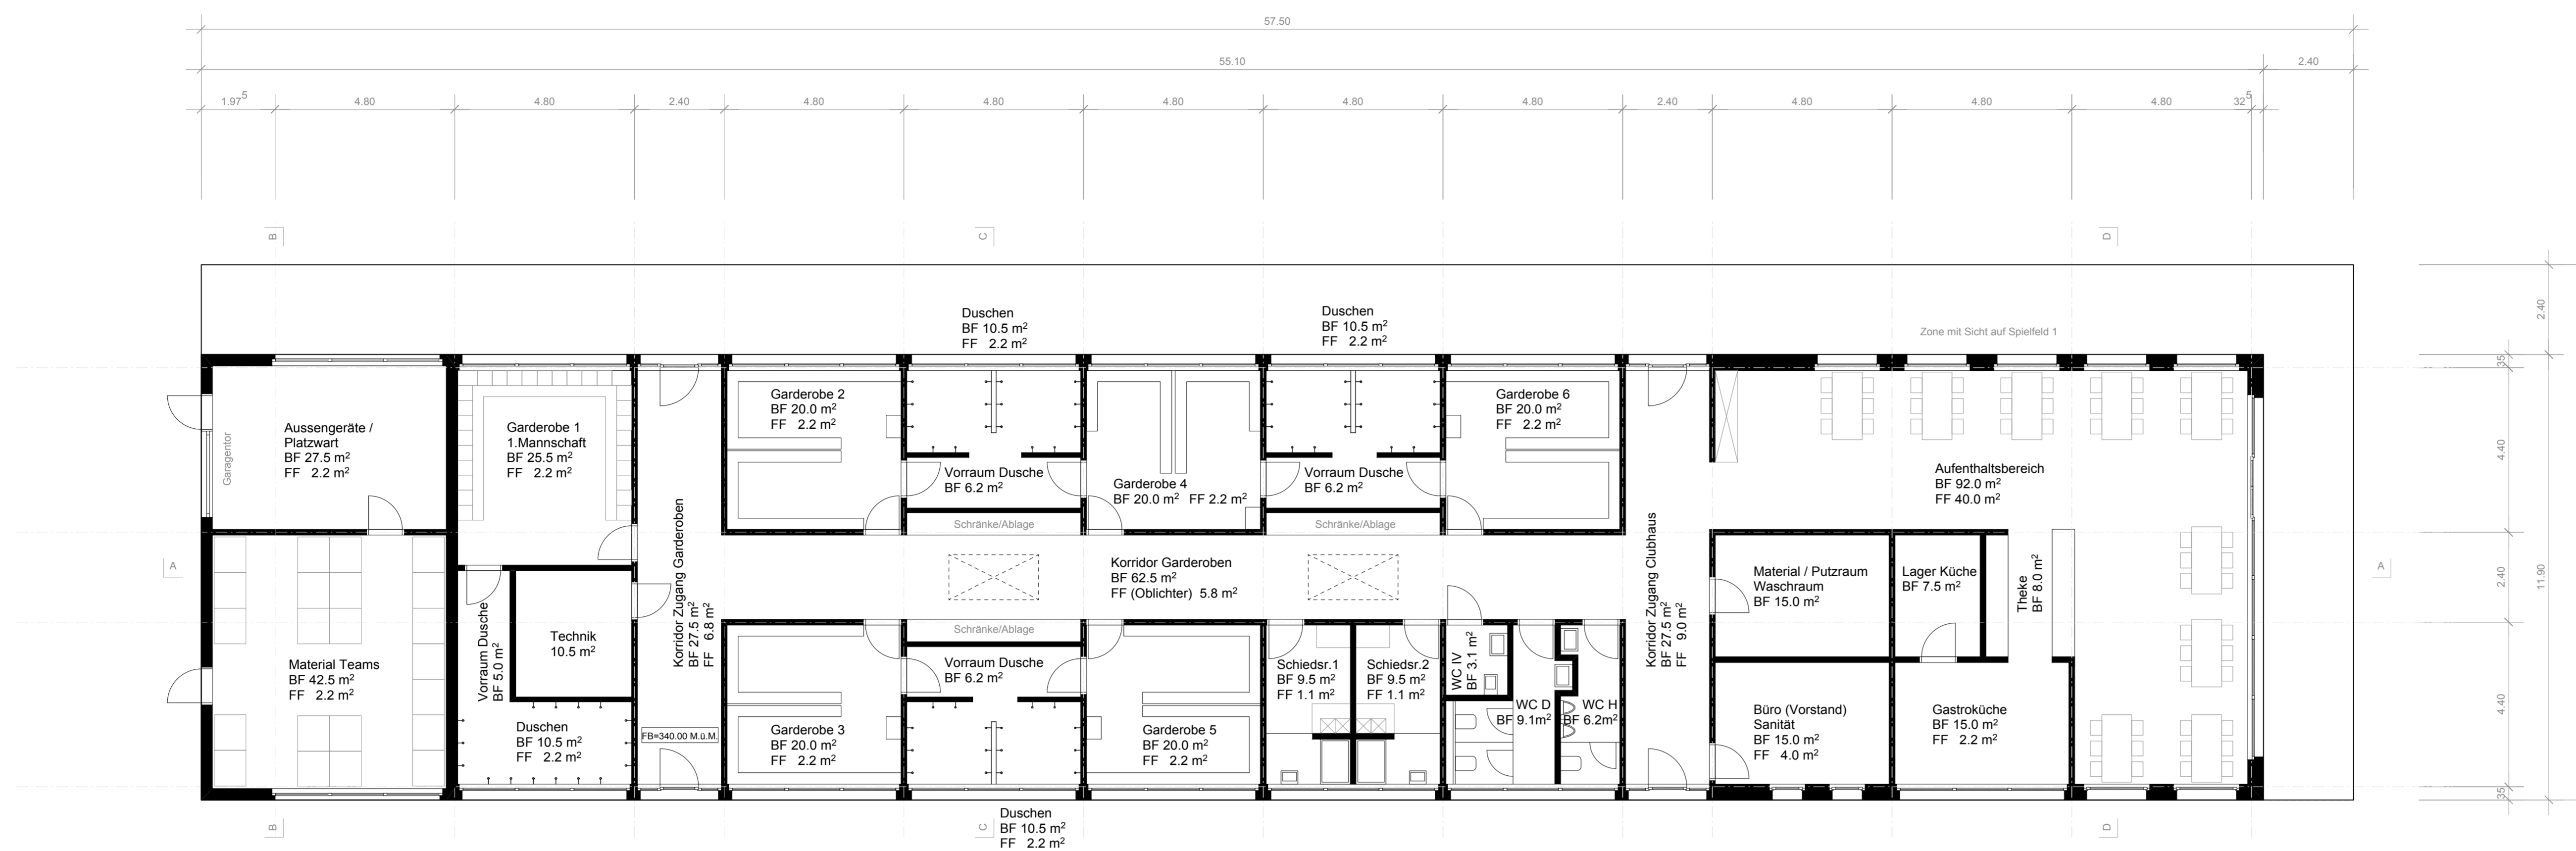 57.50
55.10
2.40
1.97⁵
4.80
4.80
2.40
4.80
4.80
4.80
4.80
4.80
2.40
4.80
4.80
4.80
32⁵
B
C
D
2.40
Duschen
BF 10.5 m²
FF 2.2 m²
Duschen
BF 10.5 m²
FF 2.2 m²
Zone mit Sicht auf Spielfeld 1
35
Garagentor
Aussengeräte /
Platzwart
BF 27.5 m²
FF 2.2 m²
Garderobe 1
1.Mannschaft
BF 25.5 m²
FF 2.2 m²
Korridor Zugang Garderoben
BF 27.5 m²
FF 6.8 m²
Garderobe 2
BF 20.0 m²
FF 2.2 m²
Vorraum Dusche
BF 6.2 m²
Schränke/Ablage
Garderobe 4
BF 20.0 m² FF 2.2 m²
Vorraum Dusche
BF 6.2 m²
Schränke/Ablage
Garderobe 6
BF 20.0 m²
FF 2.2 m²
Korridor Zugang Clubhaus
BF 27.5 m²
FF 9.0 m²
Aufenthaltsbereich
BF 92.0 m²
FF 40.0 m²
4.40
A
Korridor Garderoben
BF 62.5 m²
FF (Oblichter) 5.8 m²
Material / Putzraum
Waschraum
BF 15.0 m²
Lager Küche
BF 7.5 m²
Theke
BF 8.0 m²
A
2.40
11.90
Material Teams
BF 42.5 m²
FF 2.2 m²
Vorraum Dusche
BF 5.0 m²
Technik
10.5 m²
Duschen
BF 10.5 m²
FF 2.2 m²
FB=340.00 M.ü.M.
Garderobe 3
BF 20.0 m²
FF 2.2 m²
Schränke/Ablage
Vorraum Dusche
BF 6.2 m²
Garderobe 5
BF 20.0 m²
FF 2.2 m²
Schiedsr.1
BF 9.5 m²
FF 1.1 m²
Schiedsr.2
BF 9.5 m²
FF 1.1 m²
WC IV
BF 3.1 m²
WC D
BF 9.1m²
WC H
BF 6.2m²
Büro (Vorstand)
Sanität
BF 15.0 m²
FF 4.0 m²
Gastroküche
BF 15.0 m²
FF 2.2 m²
4.40
35
Duschen
BF 10.5 m²
FF 2.2 m²
B
C
D